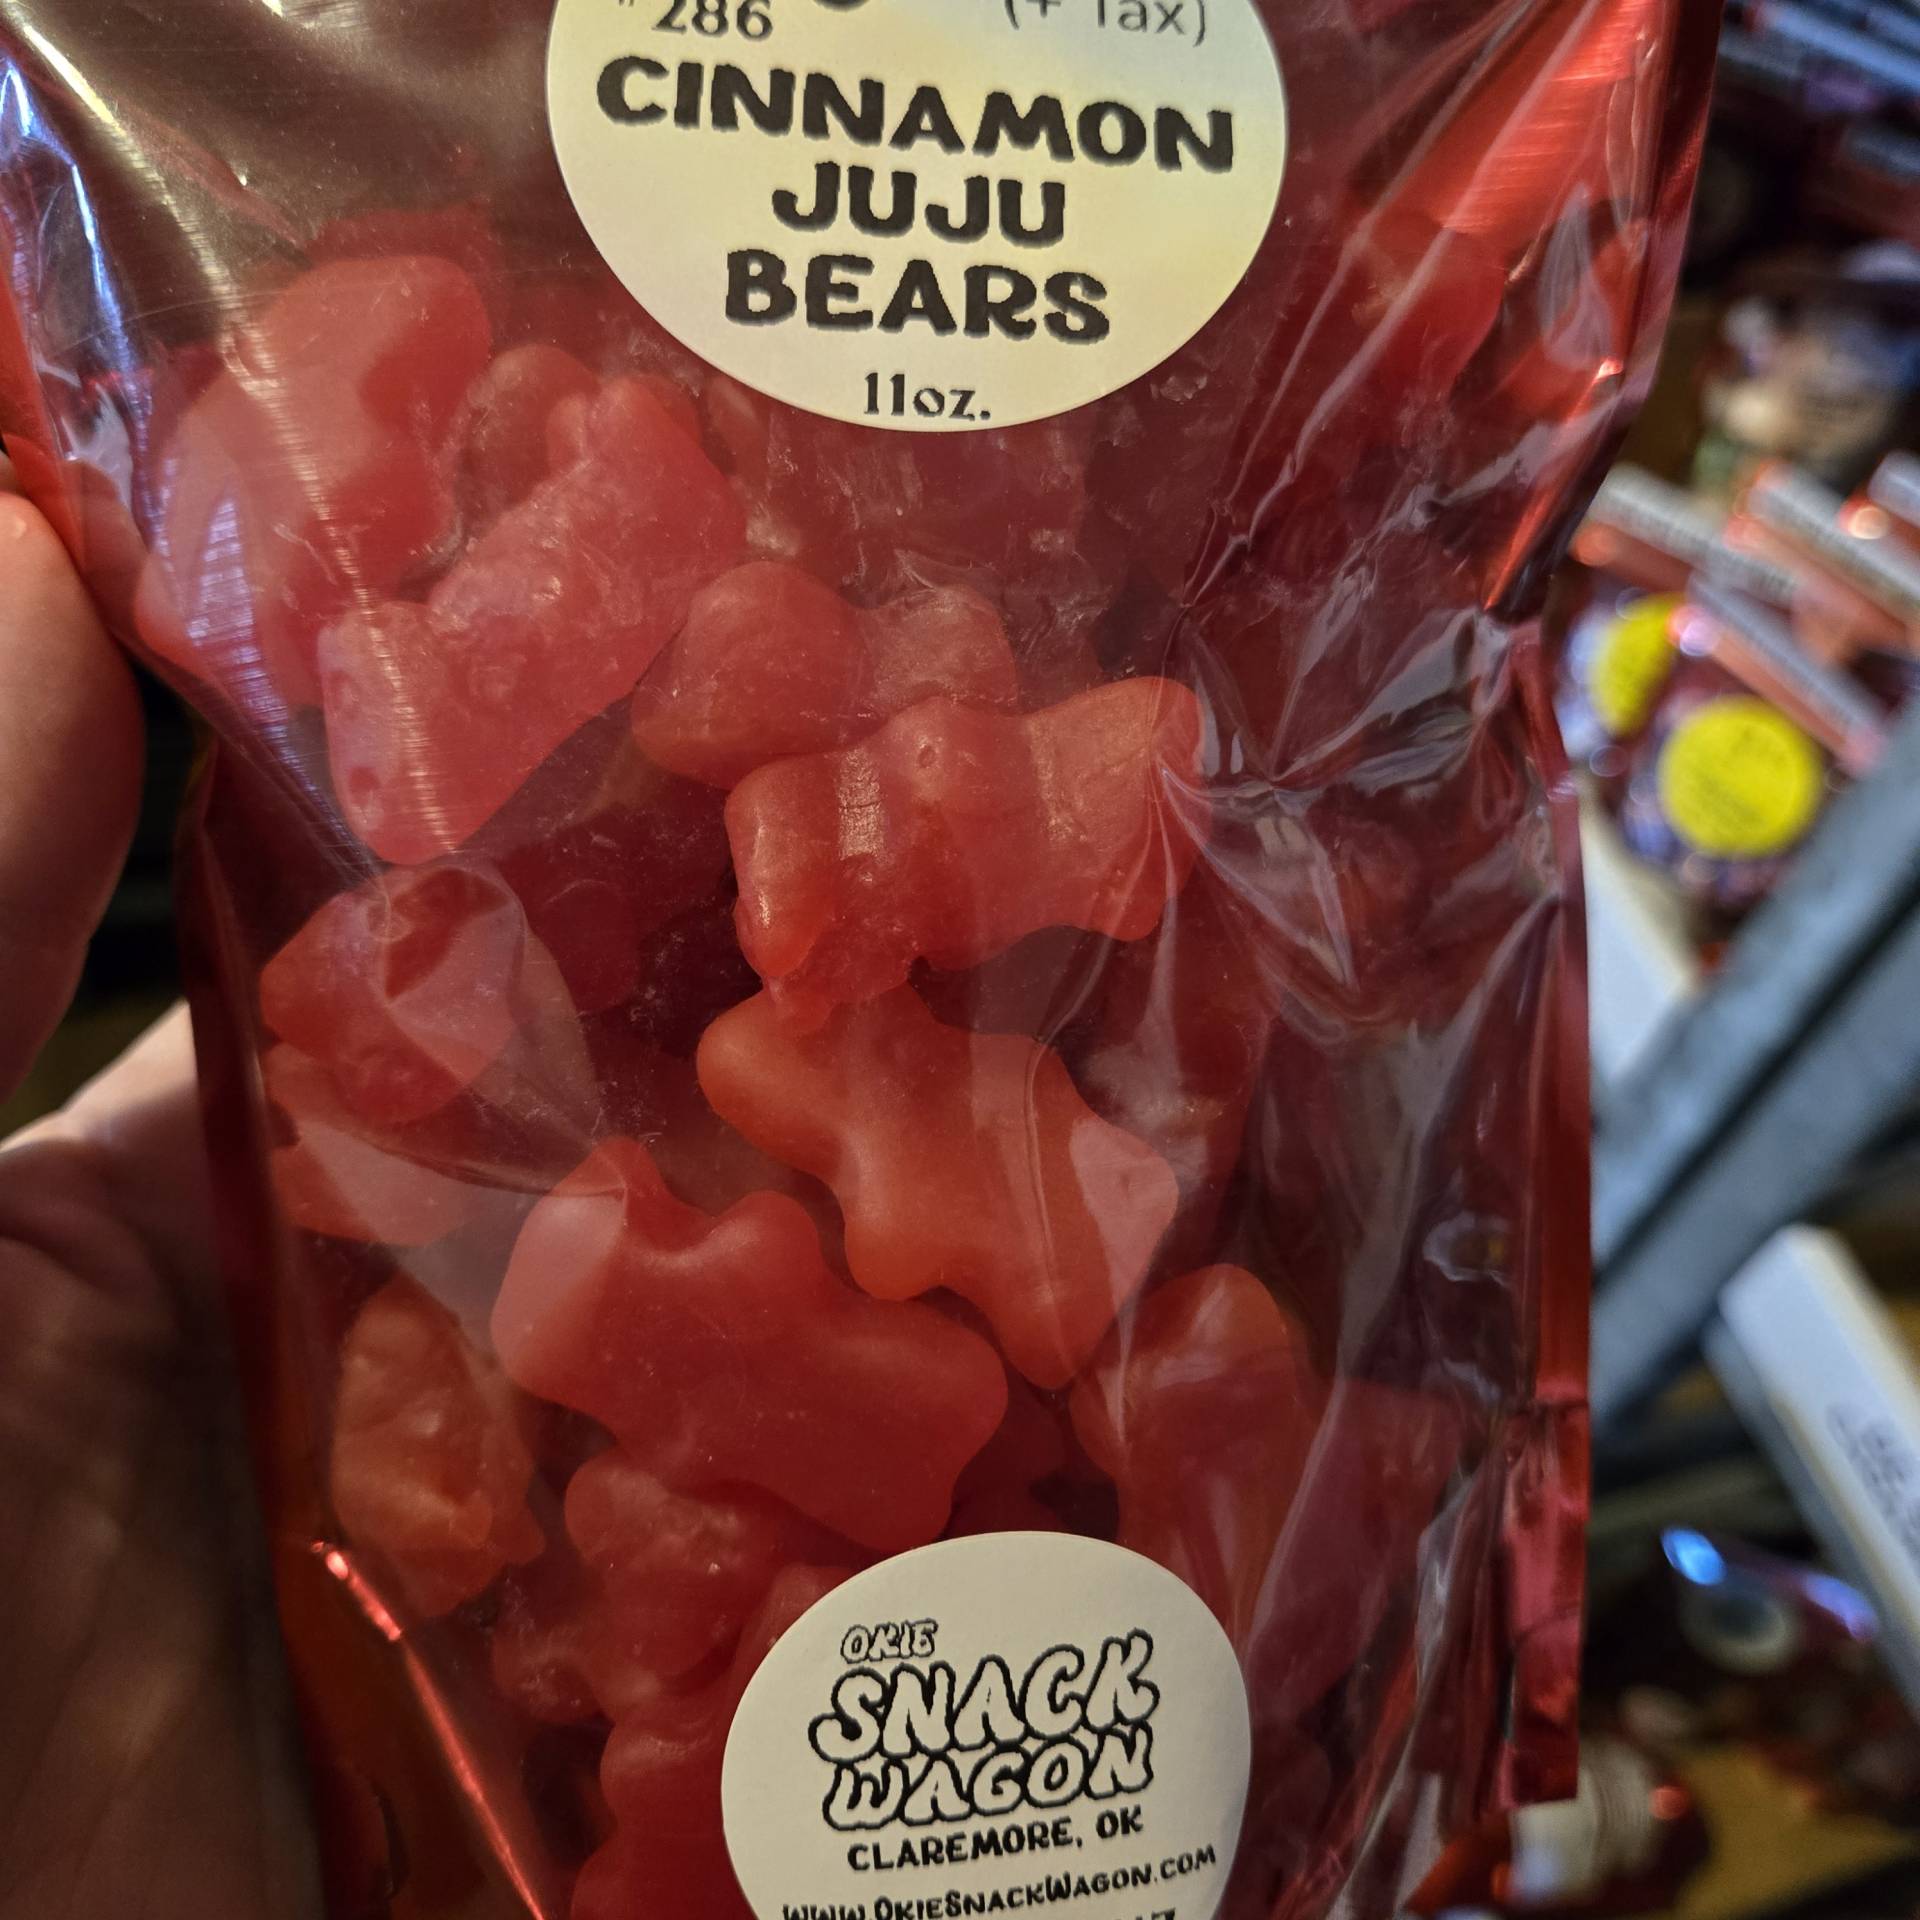 286
(+ Tax)
CINNAMON
JUJU
BEARS
11oz.
OKIE
SNACK
WAGON
CLAREMORE, OK
WWW.OKIESNACKWAGON.COM